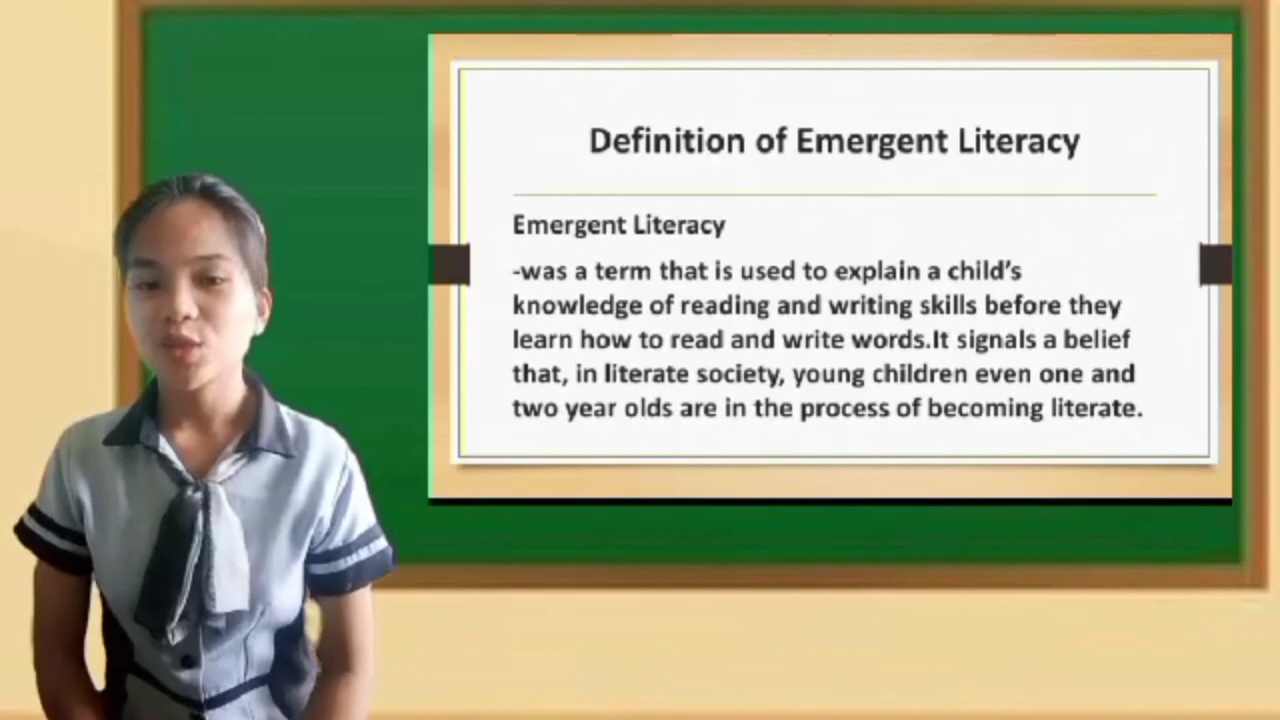 Definition of Emergent Literacy
Emergent Literacy
-was a term that is used to explain a child’s
knowledge of reading and writing skills before they
learn how to read and write words.It signals a belief
that, in literate society, young children even one and
two year olds are in the process of becoming literate.